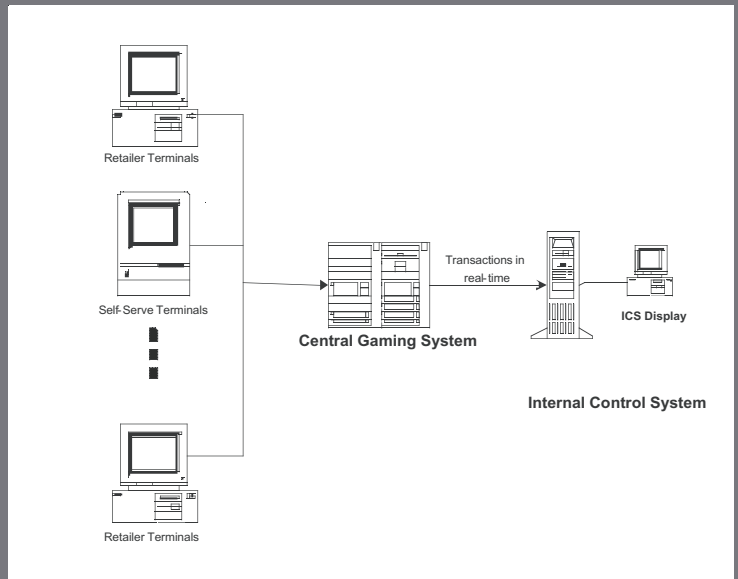 Retailer Terminals
Self-Serve Terminals
Transactions in
real-time
Central Gaming System
ICS Display
Internal Control System
Retailer Terminals